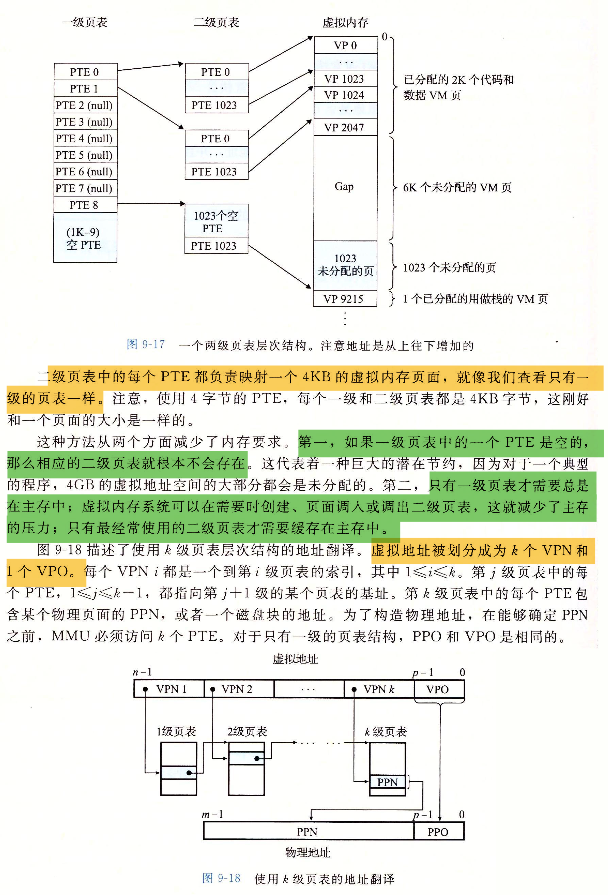 一级页表
二级页表
虚拟内存
0
PTE 0
PTE 1
PTE 2 (null)
PTE 3 (null)
PTE 4 (null)
PTE 5 (null)
PTE 6 (null)
PTE 7 (null)
PTE 8
(1K-9)
空 PTE
PTE 0
···
PTE 1023
PTE 0
···
PTE 1023
1023个空
PTE
PTE 1023
VP 0
···
VP 1023
VP 1024
···
VP 2047
Gap
1023
未分配的页
VP 9215
⋮
已分配的 2K 个代码和
数据 VM 页
6K 个未分配的 VM 页
1023 个未分配的页
1 个已分配的用做栈的 VM 页
图 9-17 一个两级页表层次结构。注意地址是从上往下增加的
二级页表中的每个 PTE 都负责映射一个 4KB 的虚拟内存页面，就像我们查看只有一
级的页表一样。注意，使用 4 字节的 PTE，每个一级和二级页表都是 4KB 字节，这刚好
和一个页面的大小是一样的。
这种方法从两个方面减少了内存要求。第一，如果一级页表中的一个 PTE 是空的，
那么相应的二级页表就根本不会存在。这代表着一种巨大的潜在节约，因为对于一个典型
的程序，4GB 的虚拟地址空间的大部分都会是未分配的。第二，只有一级页表才需要总是
在主存中；虚拟内存系统可以在需要时创建、页面调入或调出二级页表，这就减少了主存
的压力；只有最经常使用的二级页表才需要缓存在主存中。
图 9-18 描述了使用 k 级页表层次结构的地址翻译。虚拟地址被划分成为 k 个 VPN 和
1 个 VPO。每个 VPN i 都是一个到第 i 级页表的索引，其中 1≤i≤k。第 j 级页表中的每
个 PTE，1≤j≤k-1，都指向第 j+1 级的某个页表的基址。第 k 级页表中的每个 PTE 包
含某个物理页面的 PPN，或者一个磁盘块的地址。为了构造物理地址，在能够确定 PPN
之前，MMU 必须访问 k 个 PTE。对于只有一级的页表结构，PPO 和 VPO 是相同的。
虚拟地址
n-1
p-1
0
VPN 1
VPN 2
···
VPN k
VPO
1级页表
2级页表
k 级页表
··· ···
PPN
m-1
p-1
0
PPN
PPO
物理地址
图 9-18 使用 k 级页表的地址翻译